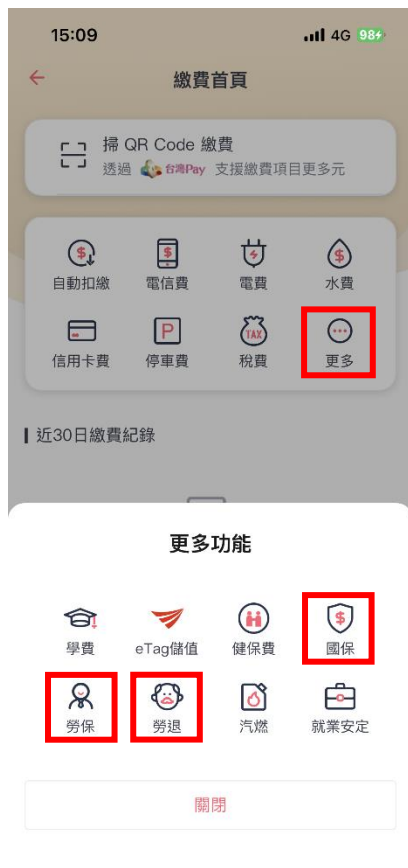 15:09 4G 98
繳費首頁
掃 QR Code 繳費
透過 台灣Pay 支援繳費項目更多元
自動扣繳 電信費 電費 水費
P TAX
信用卡費 停車費 稅費 更多
近30日繳費紀錄
更多功能
學費 eTag儲值 健保費 國保
勞保 勞退 汽燃 就業安定
關閉